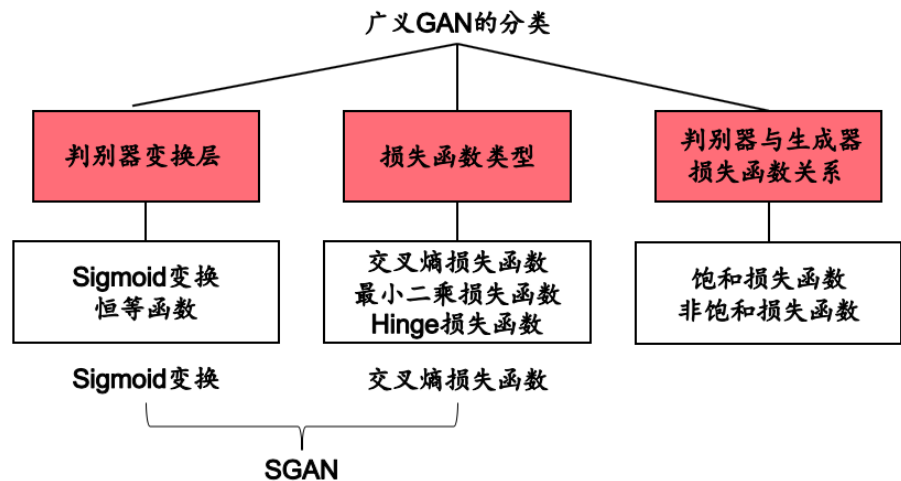 广义GAN的分类
判别器变换层
损失函数类型
判别器与生成器
损失函数关系
Sigmoid变换
恒等函数
交叉熵损失函数
最小二乘损失函数
Hinge损失函数
饱和损失函数
非饱和损失函数
Sigmoid变换
交叉熵损失函数
SGAN